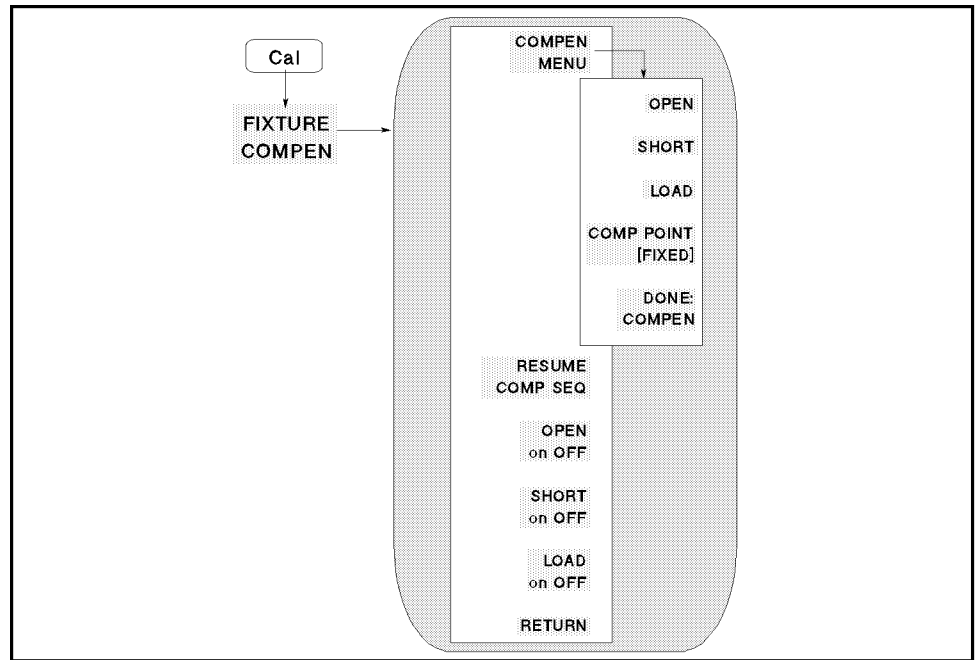 Cal
FIXTURE
COMPEN
COMPEN
MENU
OPEN
SHORT
LOAD
COMP POINT
[FIXED]
DONE:
COMPEN
RESUME
COMP SEQ
OPEN
on OFF
SHORT
on OFF
LOAD
on OFF
RETURN